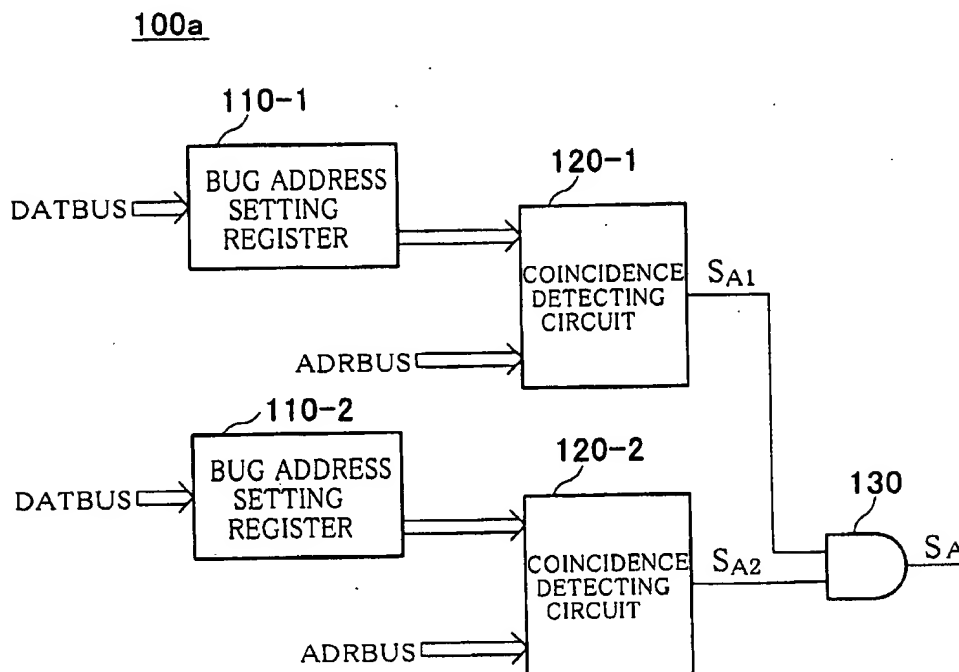 100a
110-1
BUG ADDRESS
SETTING
REGISTER
DATBUS
120-1
COINCIDENCE
DETECTING
CIRCUIT
SA1
ADRBUS
110-2
BUG ADDRESS
SETTING
REGISTER
DATBUS
120-2
COINCIDENCE
DETECTING
CIRCUIT
SA2
130
SA
ADRBUS